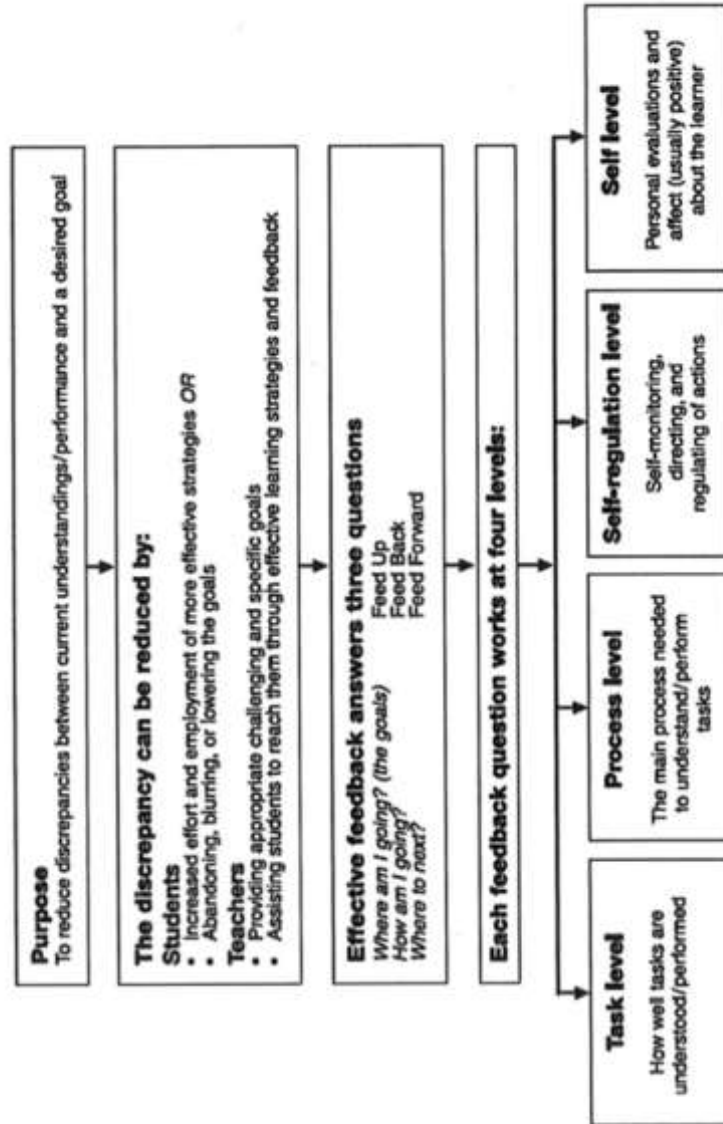 Purpose
To reduce discrepancies between current understandings/performance and a desired goal
The discrepancy can be reduced by:
Students
• Increased effort and employment of more effective strategies OR
• Abandoning, blurring, or lowering the goals
Teachers
• Providing appropriate challenging and specific goals
• Assisting students to reach them through effective learning strategies and feedback
Effective feedback answers three questions
Where am I going? (the goals) Feed Up
How am I going? Feed Back
Where to next? Feed Forward
Each feedback question works at four levels:
Task level
How well tasks are
understood/performed
Process level
The main process needed
to understand/perform
tasks
Self-regulation level
Self-monitoring,
directing, and
regulating of actions
Self level
Personal evaluations and
affect (usually positive)
about the learner